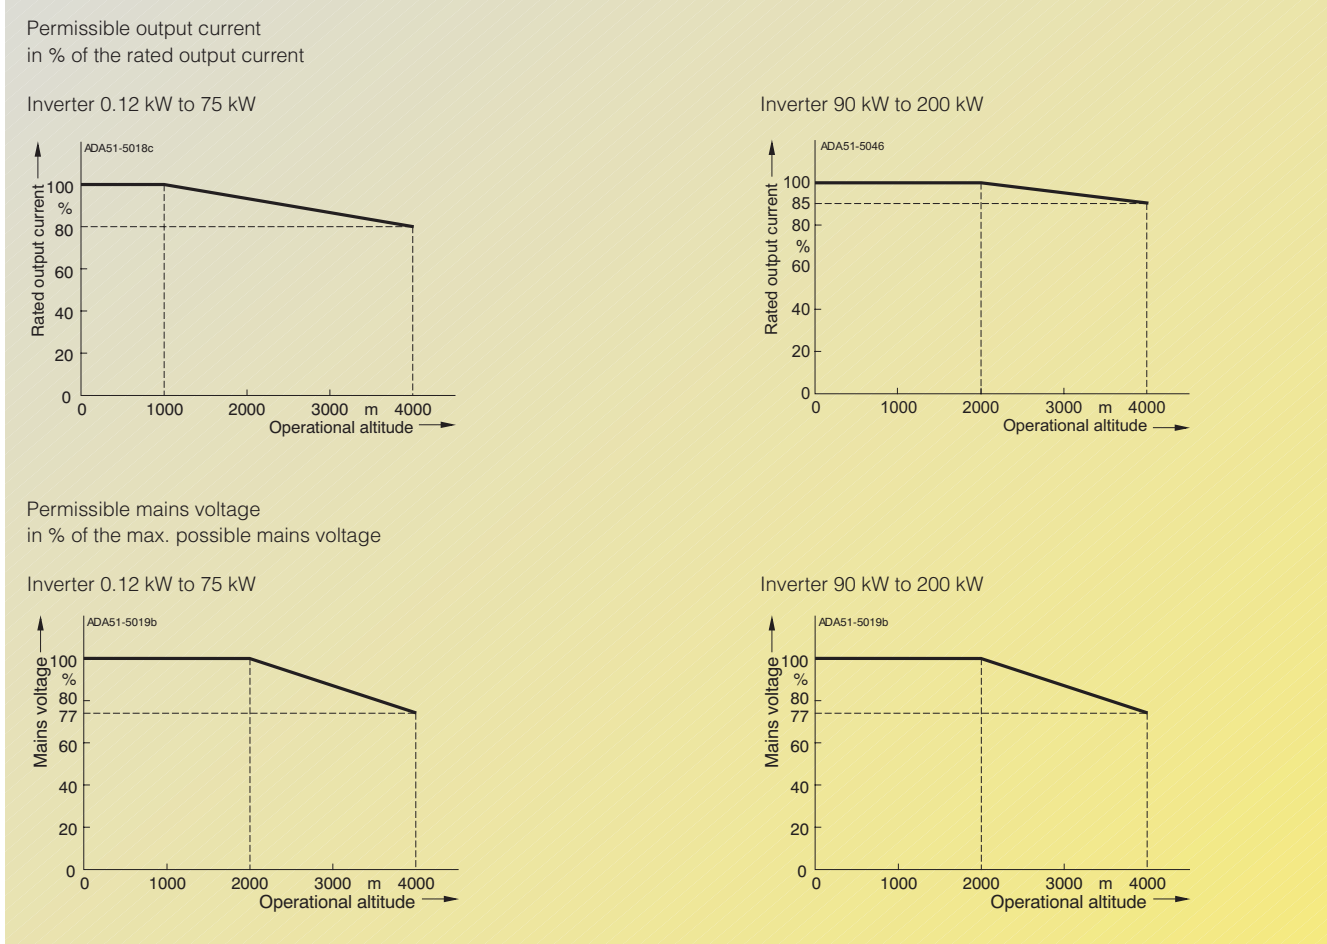 Permissible output current
in % of the rated output current
Inverter 0.12 kW to 75 kW
ADA51-5018c
Rated output current
100
%
80
60
40
20
0
0 1000 2000 3000 m 4000
Operational altitude
Inverter 90 kW to 200 kW
ADA51-5046
Rated output current
100
85
80
%
60
40
20
0
0 1000 2000 3000 m 4000
Operational altitude
Permissible mains voltage
in % of the max. possible mains voltage
Inverter 0.12 kW to 75 kW
ADA51-5019b
Mains voltage
100
%
80
77
60
40
20
0
0 1000 2000 3000 m 4000
Operational altitude
Inverter 90 kW to 200 kW
ADA51-5019b
Mains voltage
100
%
80
77
60
40
20
0
0 1000 2000 3000 m 4000
Operational altitude